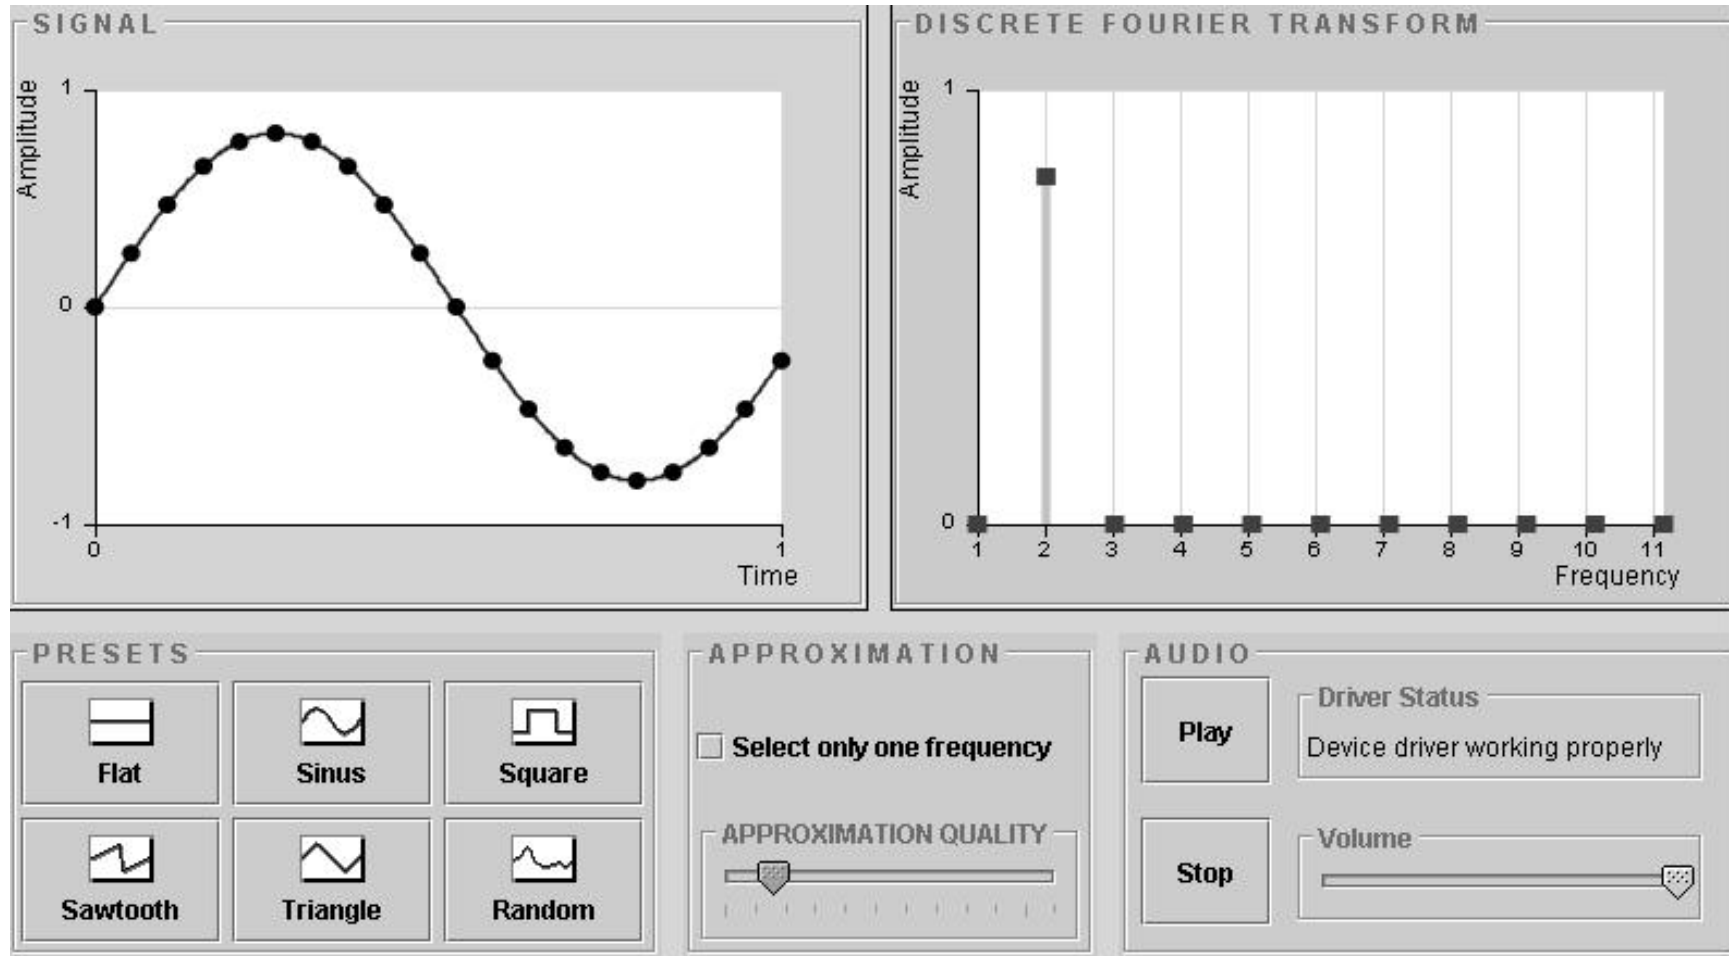 SIGNAL
Amplitude
1
0
-1
0
1
Time
DISCRETE FOURIER TRANSFORM
Amplitude
1
0
1 2 3 4 5 6 7 8 9 10 11
Frequency
PRESETS
Flat
Sinus
Square
Sawtooth
Triangle
Random
APPROXIMATION
Select only one frequency
APPROXIMATION QUALITY
AUDIO
Play
Driver Status
Device driver working properly
Stop
Volume